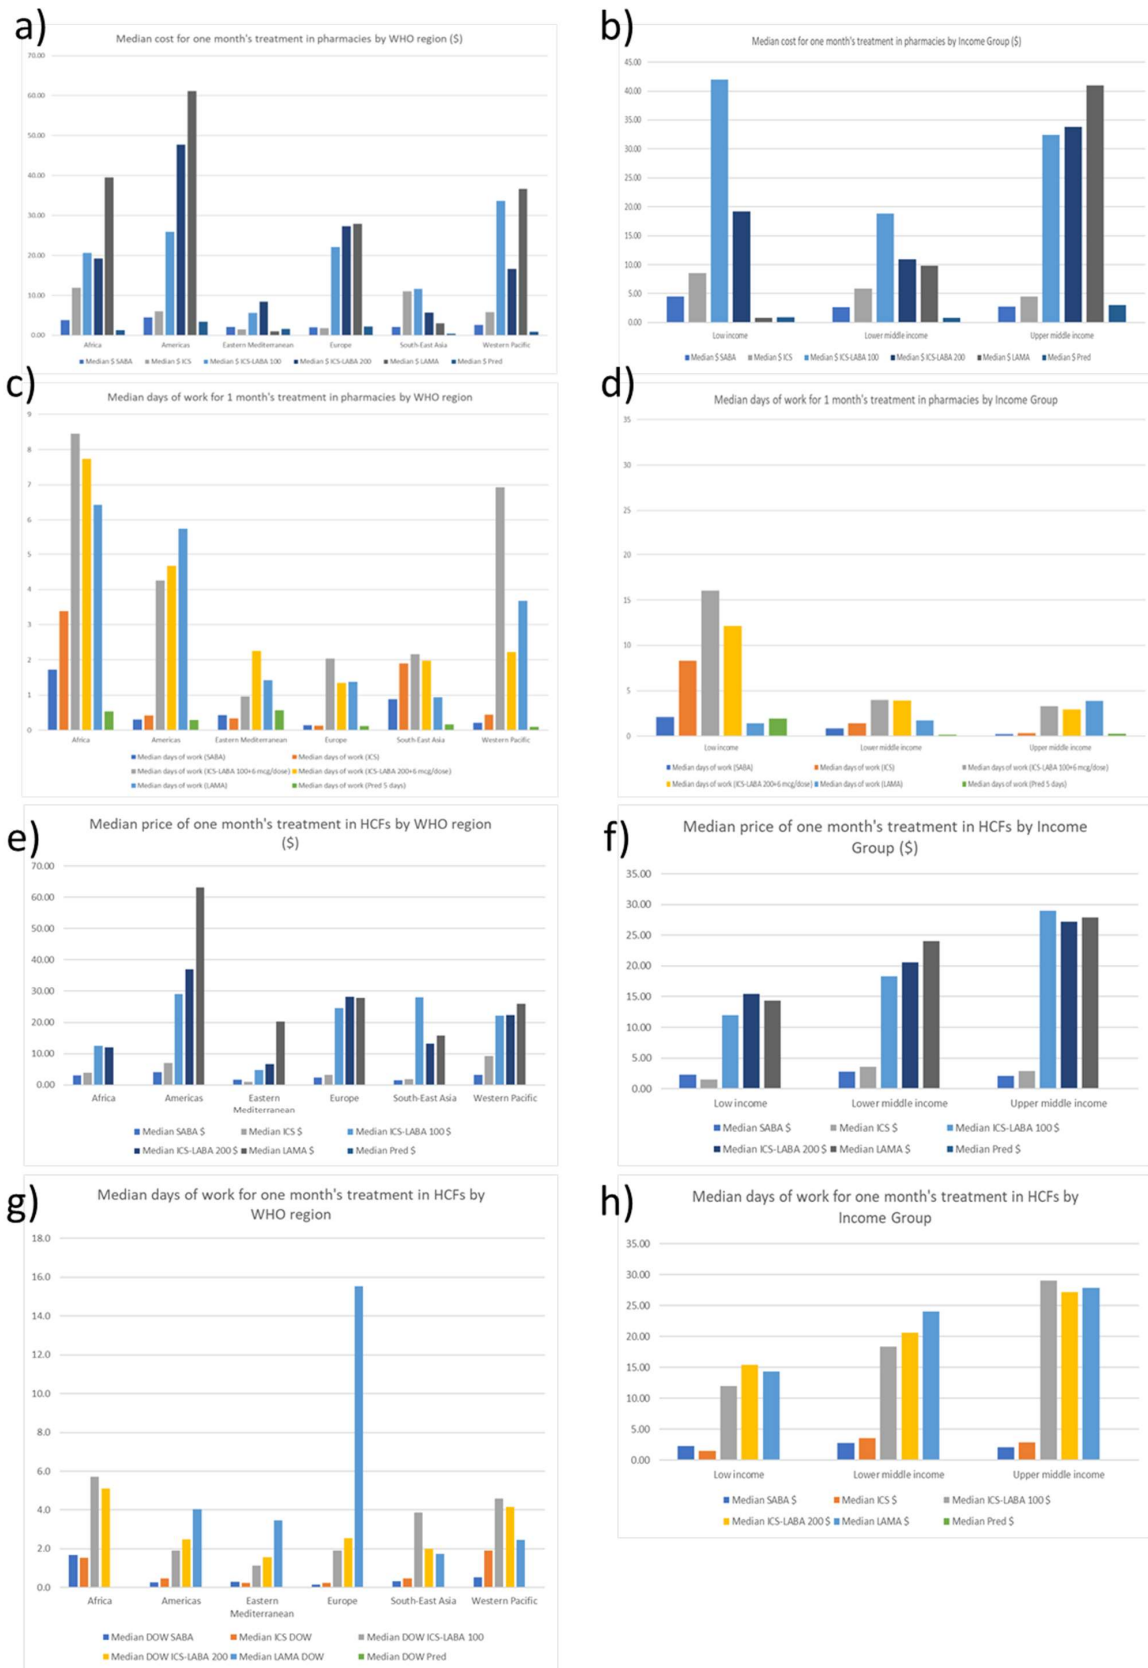 a)
Median cost for one month's treatment in pharmacies by WHO region ($)
70.00
60.00
50.00
40.00
30.00
20.00
10.00
0.00
Africa Americas Eastern Mediterranean Europe South-East Asia Western Pacific
Median $ SABA Median $ ICS Median $ ICS-LABA 100 Median $ ICS-LABA 200 Median $ LAMA Median $ Pred
b)
Median cost for one month's treatment in pharmacies by Income Group ($)
45.00
40.00
35.00
30.00
25.00
20.00
15.00
10.00
5.00
0.00
Low income Lower middle income Upper middle income
Median $ SABA Median $ ICS Median $ ICS-LABA 100 Median $ ICS-LABA 200 Median $ LAMA Median $ Pred
c)
Median days of work for 1 month's treatment in pharmacies by WHO region
9
8
7
6
5
4
3
2
1
0
Africa Americas Eastern Mediterranean Europe South-East Asia Western Pacific
Median days of work (SABA) Median days of work (ICS)
Median days of work (ICS-LABA 100+6 mcg/dose) Median days of work (ICS-LABA 200+6 mcg/dose)
Median days of work (LAMA) Median days of work (Pred 5 days)
d)
Median days of work for 1 month's treatment in pharmacies by Income Group
35
30
25
20
15
10
5
0
Low income Lower middle income Upper middle income
Median days of work (SABA) Median days of work (ICS) Median days of work (ICS-LABA 100+6 mcg/dose)
Median days of work (ICS-LABA 200+6 mcg/dose) Median days of work (LAMA) Median days of work (Pred 5 days)
e)
Median price of one month's treatment in HCFs by WHO region
($)
70.00
60.00
50.00
40.00
30.00
20.00
10.00
0.00
Africa Americas Eastern Europe South-East Asia Western Pacific
Mediterranean
Median SABA $ Median ICS $ Median ICS-LABA 100 $
Median ICS-LABA 200 $ Median LAMA $ Median Pred $
f)
Median price of one month's treatment in HCFs by Income
Group ($)
35.00
30.00
25.00
20.00
15.00
10.00
5.00
0.00
Low income Lower middle income Upper middle income
Median SABA $ Median ICS $ Median ICS-LABA 100 $
Median ICS-LABA 200 $ Median LAMA $ Median Pred $
g)
Median days of work for one month's treatment in HCFs by
WHO region
18.0
16.0
14.0
12.0
10.0
8.0
6.0
4.0
2.0
0.0
Africa Americas Eastern Europe South-East Asia Western Pacific
Mediterranean
Median DOW SABA Median ICS DOW Median DOW ICS-LABA 100
Median DOW ICS-LABA 200 Median LAMA DOW Median DOW Pred
h)
Median days of work for one month's treatment in HCFs by
Income Group
35.00
30.00
25.00
20.00
15.00
10.00
5.00
0.00
Low income Lower middle income Upper middle income
Median SABA $ Median ICS $ Median ICS-LABA 100 $
Median ICS-LABA 200 $ Median LAMA $ Median Pred $